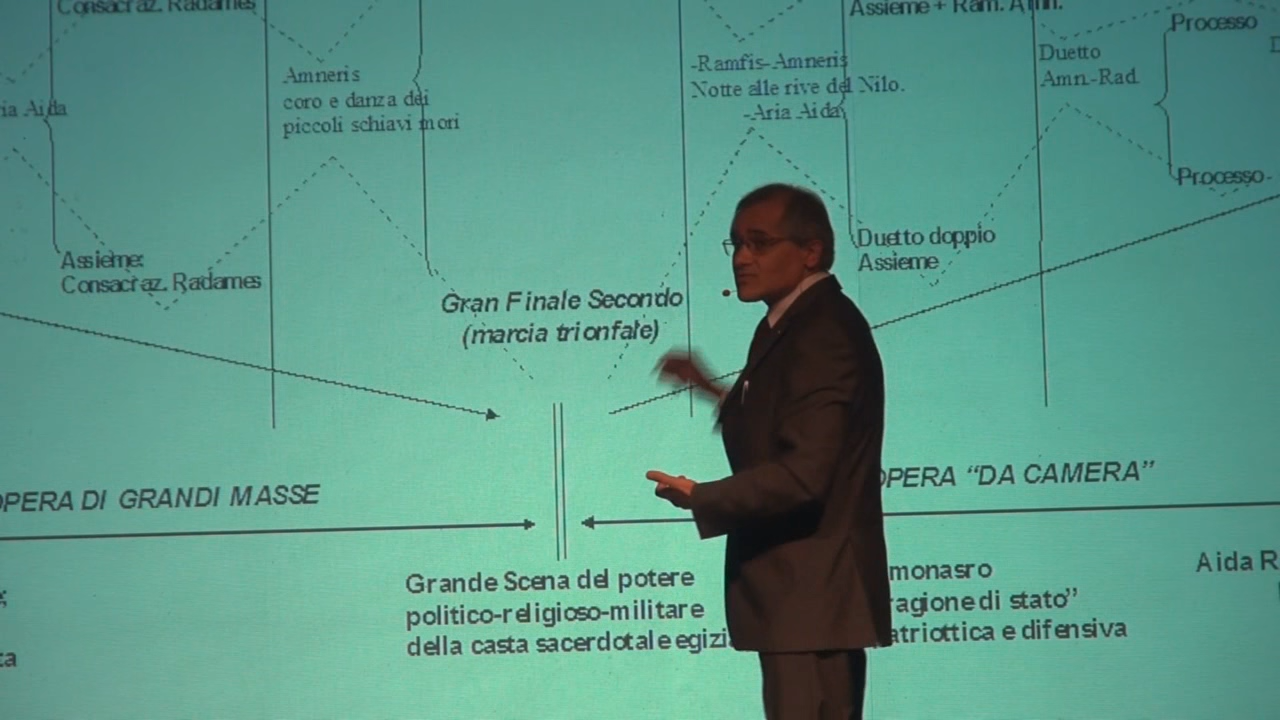 Consacraz. Radames
Assieme + Ram. Amn.
Processo
Amneris
coro e danza dei
piccoli schiavi mori
-Ramfis-Amneris
Notte alle rive del Nilo.
-Aria Aida
Duetto
Amn.-Rad.
ria Aida
Processo-
Assieme:
Consacraz. Radames
Duetto doppio
Assieme
Gran Finale Secondo
(marcia trionfale)
OPERA DI GRANDI MASSE
OPERA “DA CAMERA”
Grande Scena del potere
politico-religioso-militare
della casta sacerdotale egizi
monasro
ragione di stato”
atriottica e difensiva
Aida R